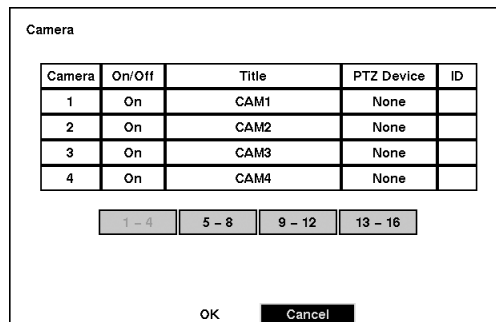 Camera
Camera On/Off Title PTZ Device ID
1 On CAM1 None
2 On CAM2 None
3 On CAM3 None
4 On CAM4 None
1 – 4 5 – 8 9 – 12 13 – 16
OK Cancel